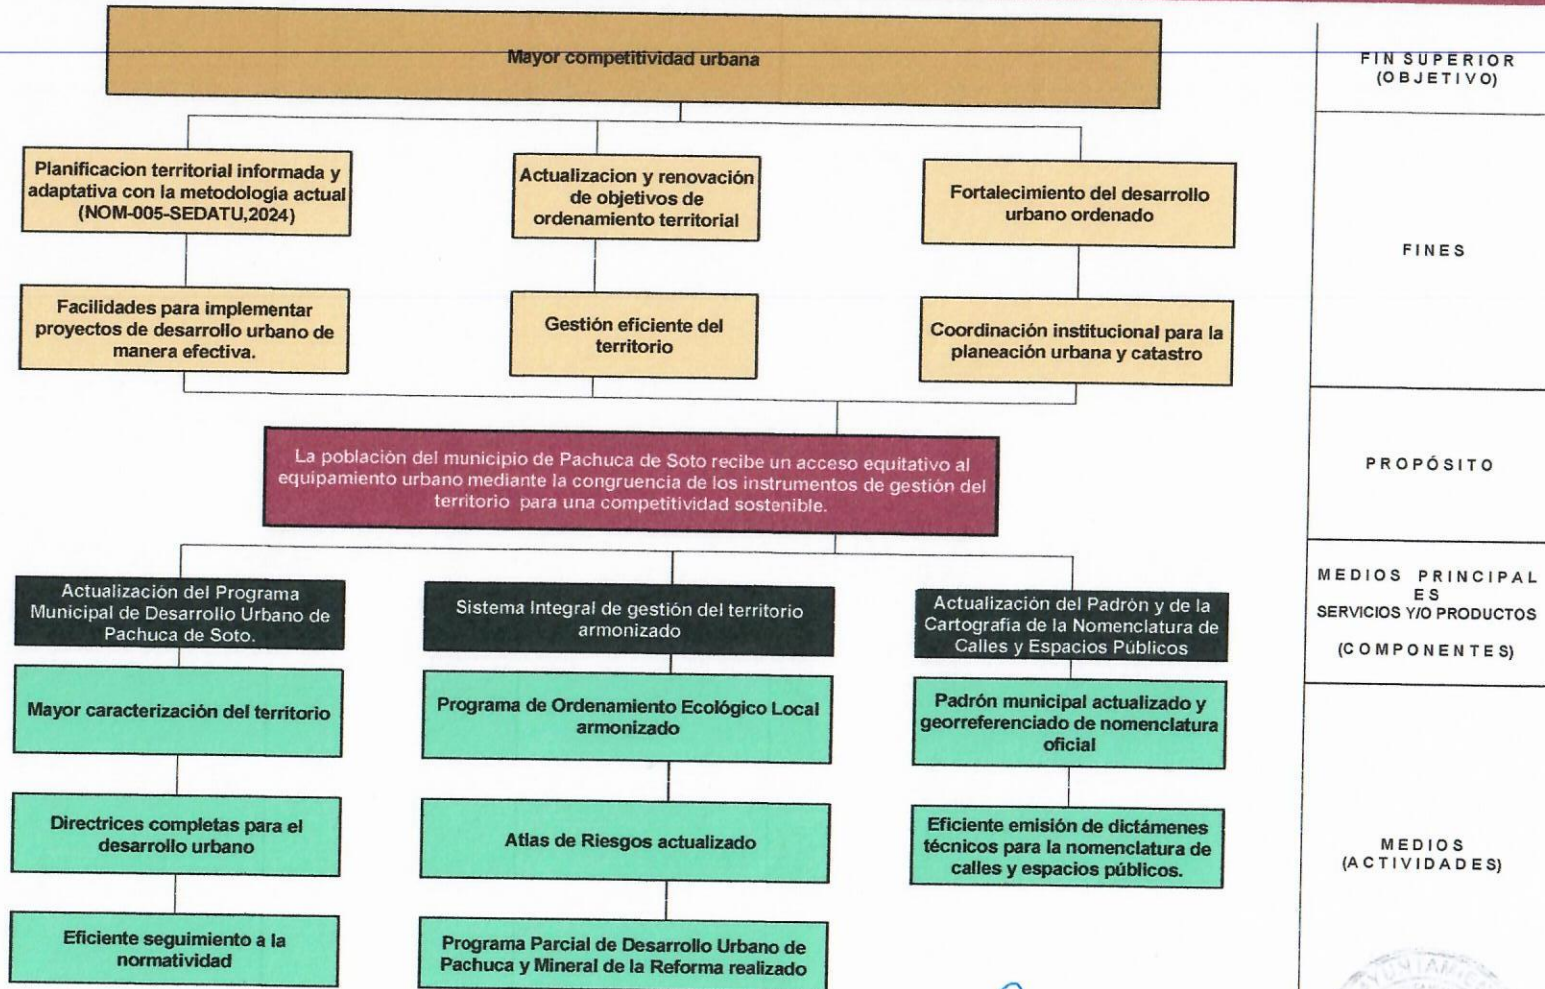 Mayor competitividad urbana
FIN SUPERIOR
(OBJETIVO)
Planificacion territorial informada y
adaptativa con la metodología actual
(NOM-005-SEDATU,2024)
Actualizacion y renovación
de objetivos de
ordenamiento territorial
Fortalecimiento del desarrollo
urbano ordenado
FINES
Facilidades para implementar
proyectos de desarrollo urbano de
manera efectiva.
Gestión eficiente del
territorio
Coordinación institucional para la
planeación urbana y catastro
La población del municipio de Pachuca de Soto recibe un acceso equitativo al
equipamiento urbano mediante la congruencia de los instrumentos de gestión del
territorio para una competitividad sostenible.
PROPÓSITO
Actualización del Programa
Municipal de Desarrollo Urbano de
Pachuca de Soto.
Sistema Integral de gestión del territorio
armonizado
Actualización del Padrón y de la
Cartografía de la Nomenclatura de
Calles y Espacios Públicos
MEDIOS PRINCIPAL
ES
SERVICIOS Y/O PRODUCTOS
(COMPONENTES)
Mayor caracterización del territorio
Programa de Ordenamiento Ecológico Local
armonizado
Padrón municipal actualizado y
georreferenciado de nomenclatura
oficial
Directrices completas para el
desarrollo urbano
Atlas de Riesgos actualizado
Eficiente emisión de dictámenes
técnicos para la nomenclatura de
calles y espacios públicos.
MEDIOS
(ACTIVIDADES)
Eficiente seguimiento a la
normatividad
Programa Parcial de Desarrollo Urbano de
Pachuca y Mineral de la Reforma realizado